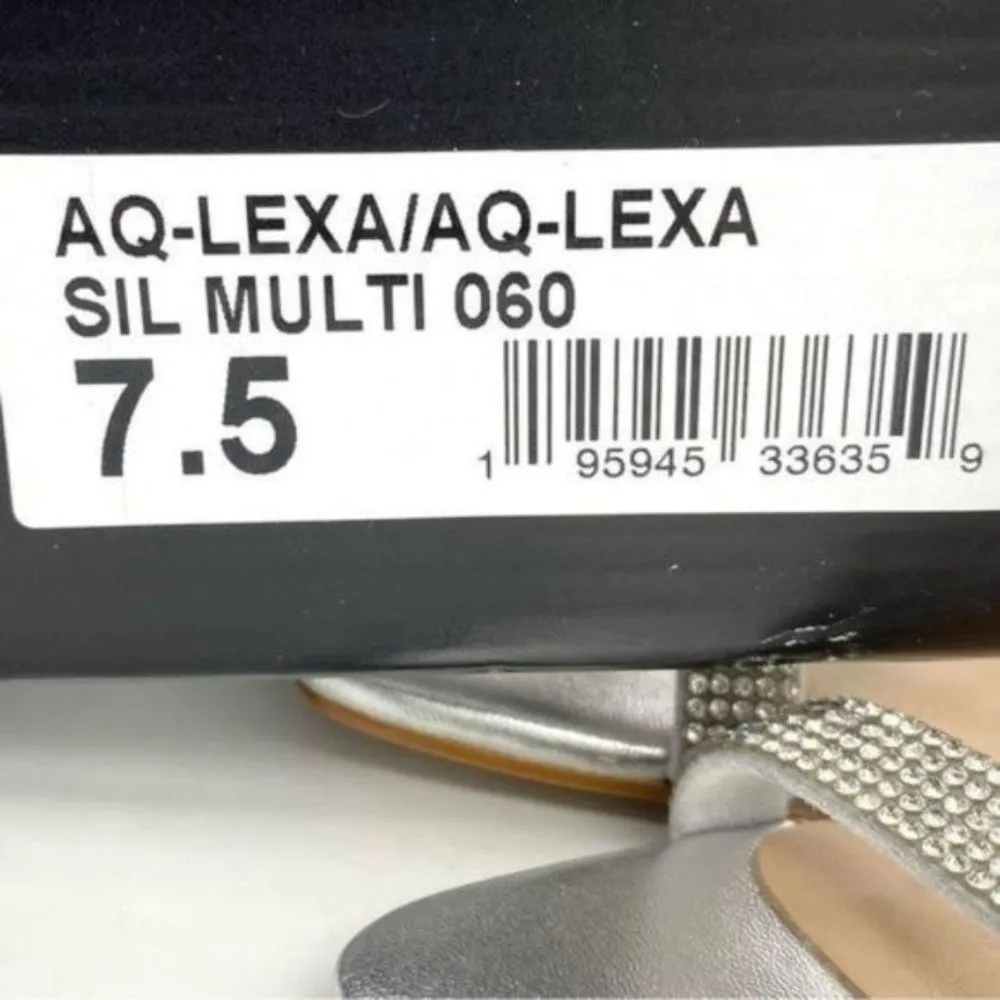 AQ-LEXA/AQ-LEXA
SIL MULTI 060
7.5
1 95945 33635 9